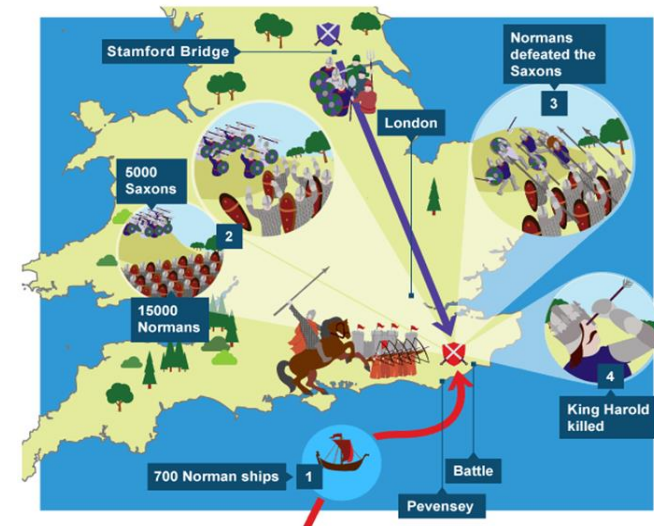 Stamford Bridge
Normans
defeated the
Saxons
3
London
5000
Saxons
2
15000
Normans
4
King Harold
killed
700 Norman ships
1
Battle
Pevensey